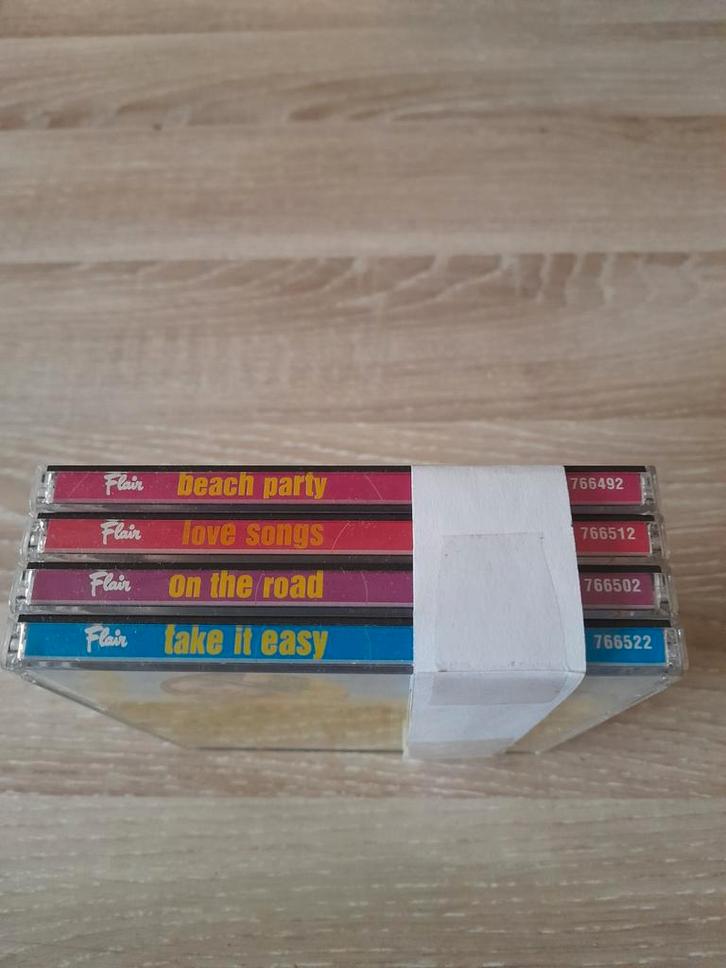 Flair beach party 766492
Flair love songs 766512
Flair on the road 766502
Flair take it easy 766522